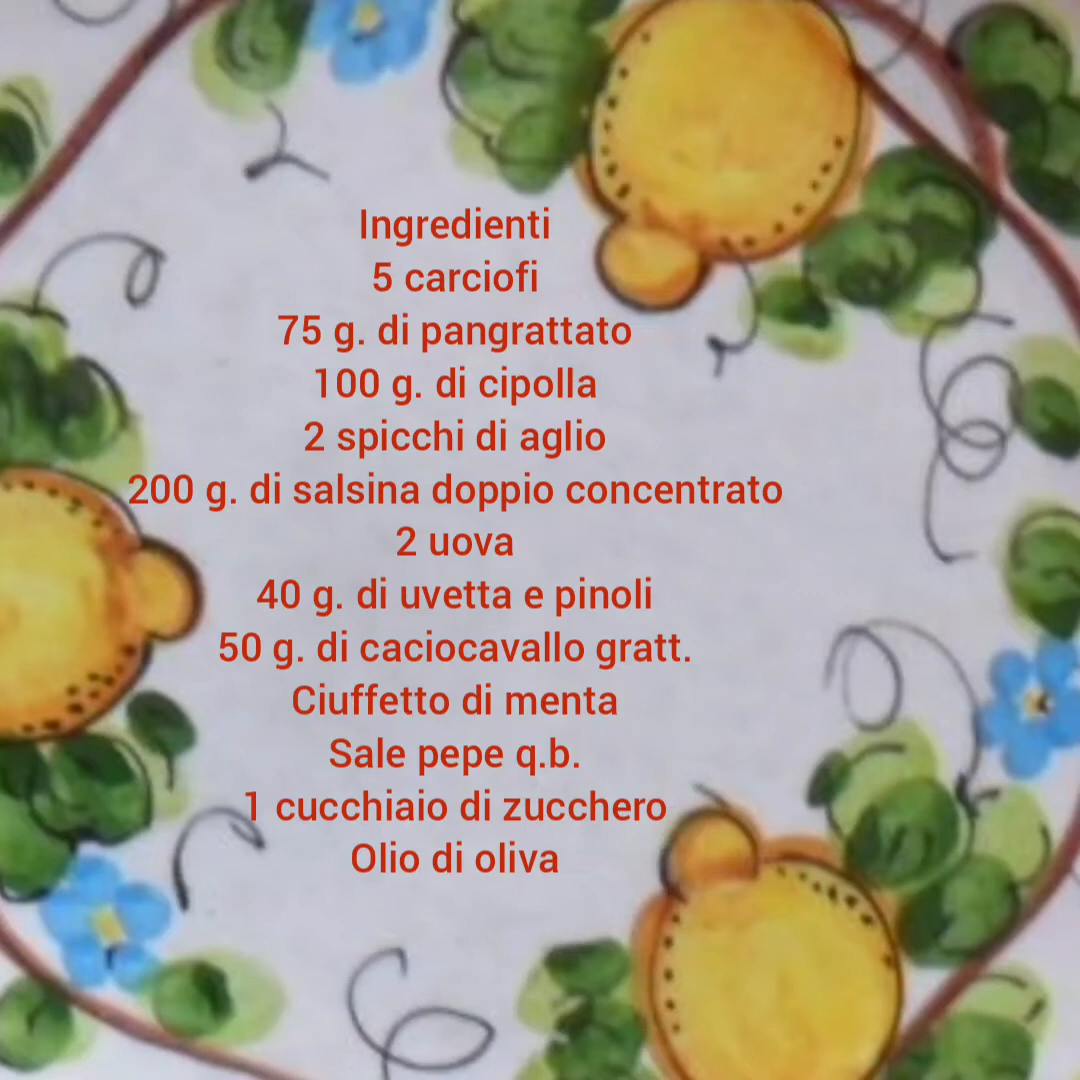 Ingredienti
5 carciofi
75 g. di pangrattato
100 g. di cipolla
2 spicchi di aglio
200 g. di salsina doppio concentrato
2 uova
40 g. di uvetta e pinoli
50 g. di caciocavallo gratt.
Ciuffetto di menta
Sale pepe q.b.
1 cucchiaio di zucchero
Olio di oliva